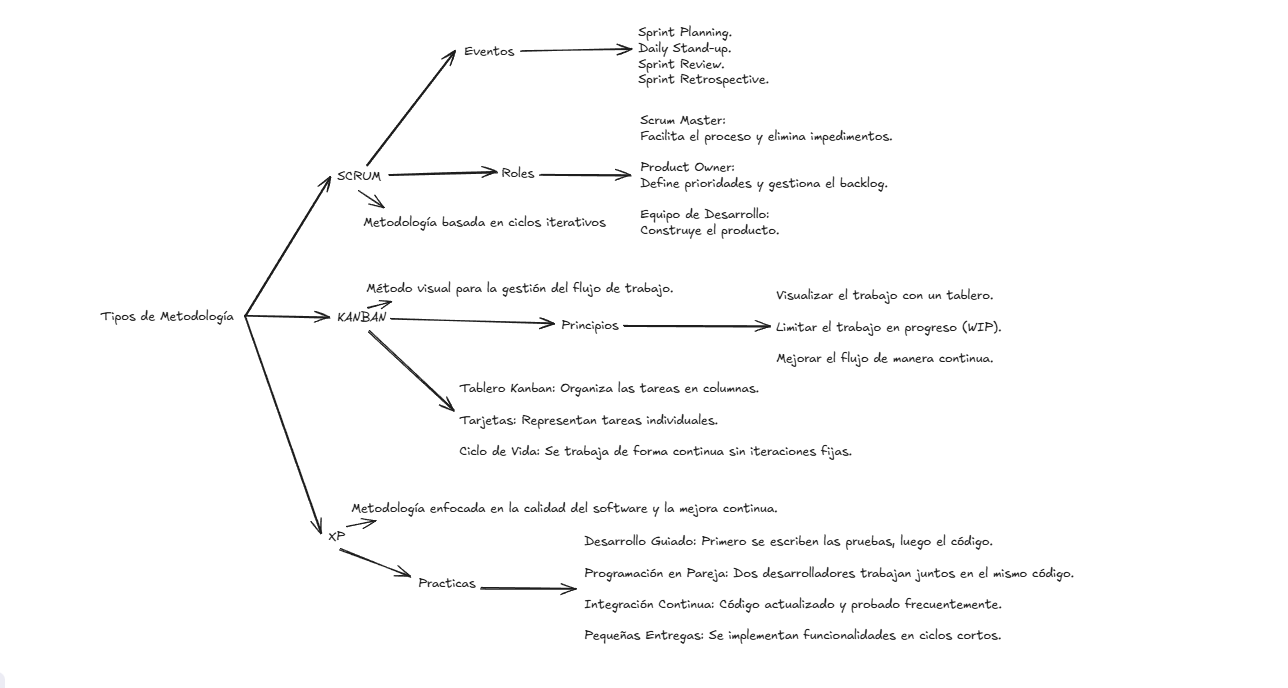 Tipos de Metodología
SCRUM
Metodología basada en ciclos iterativos
Eventos
Sprint Planning.
Daily Stand-up.
Sprint Review.
Sprint Retrospective.
Roles
Scrum Master:
Facilita el proceso y elimina impedimentos.
Product Owner:
Define prioridades y gestiona el backlog.
Equipo de Desarrollo:
Construye el producto.
KANBAN
Método visual para la gestión del flujo de trabajo.
Principios
Visualizar el trabajo con un tablero.
Limitar el trabajo en progreso (WIP).
Mejorar el flujo de manera continua.
Tablero Kanban: Organiza las tareas en columnas.
Tarjetas: Representan tareas individuales.
Ciclo de Vida: Se trabaja de forma continua sin iteraciones fijas.
XP
Metodología enfocada en la calidad del software y la mejora continua.
Practicas
Desarrollo Guiado: Primero se escriben las pruebas, luego el código.
Programación en Pareja: Dos desarrolladores trabajan juntos en el mismo código.
Integración Continua: Código actualizado y probado frecuentemente.
Pequeñas Entregas: Se implementan funcionalidades en ciclos cortos.